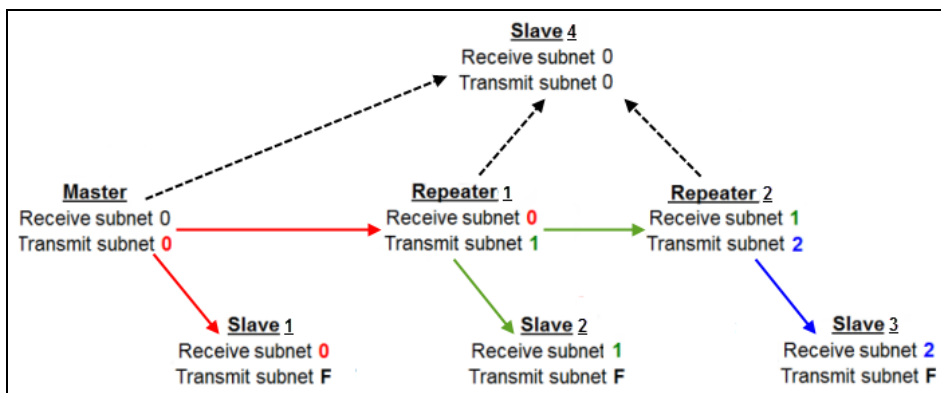 Slave 4
Receive subnet 0
Transmit subnet 0
Master
Receive subnet 0
Transmit subnet 0
Repeater 1
Receive subnet 0
Transmit subnet 1
Repeater 2
Receive subnet 1
Transmit subnet 2
Slave 1
Receive subnet 0
Transmit subnet F
Slave 2
Receive subnet 1
Transmit subnet F
Slave 3
Receive subnet 2
Transmit subnet F